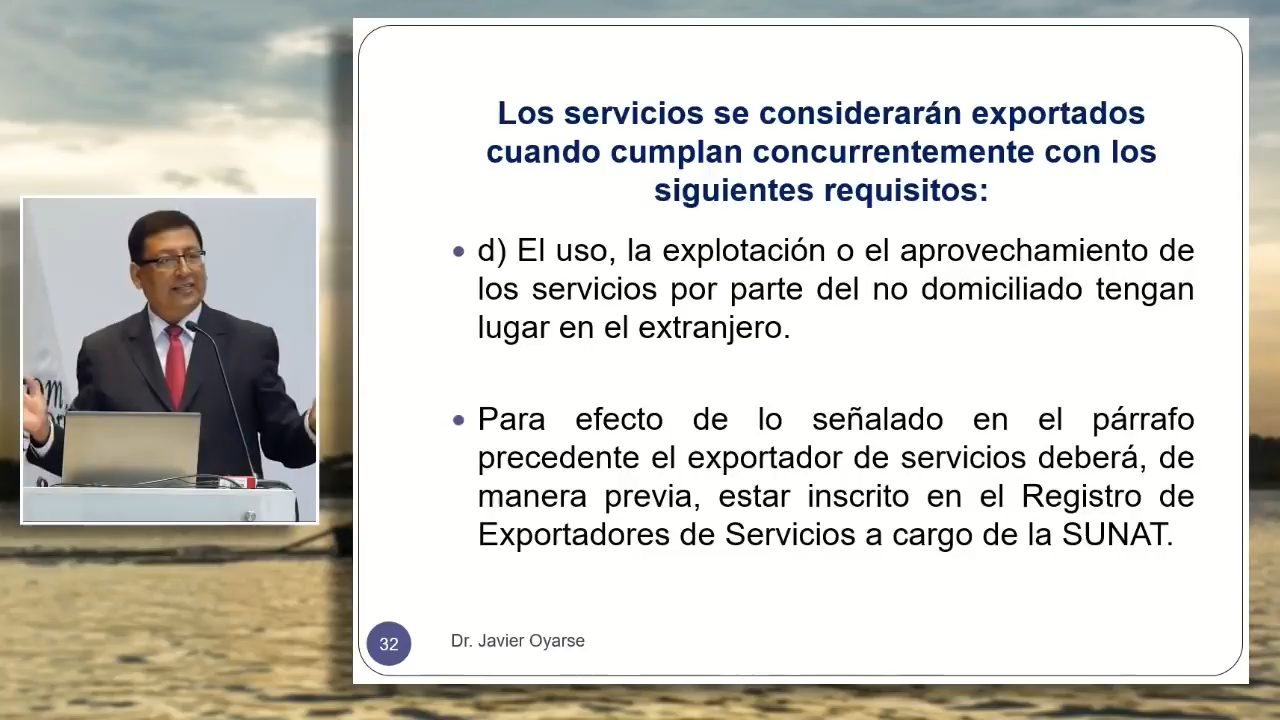 Los servicios se considerarán exportados
cuando cumplan concurrentemente con los
siguientes requisitos:
• d) El uso, la explotación o el aprovechamiento de
los servicios por parte del no domiciliado tengan
lugar en el extranjero.
• Para efecto de lo señalado en el párrafo
precedente el exportador de servicios deberá, de
manera previa, estar inscrito en el Registro de
Exportadores de Servicios a cargo de la SUNAT.
32
Dr. Javier Oyarse